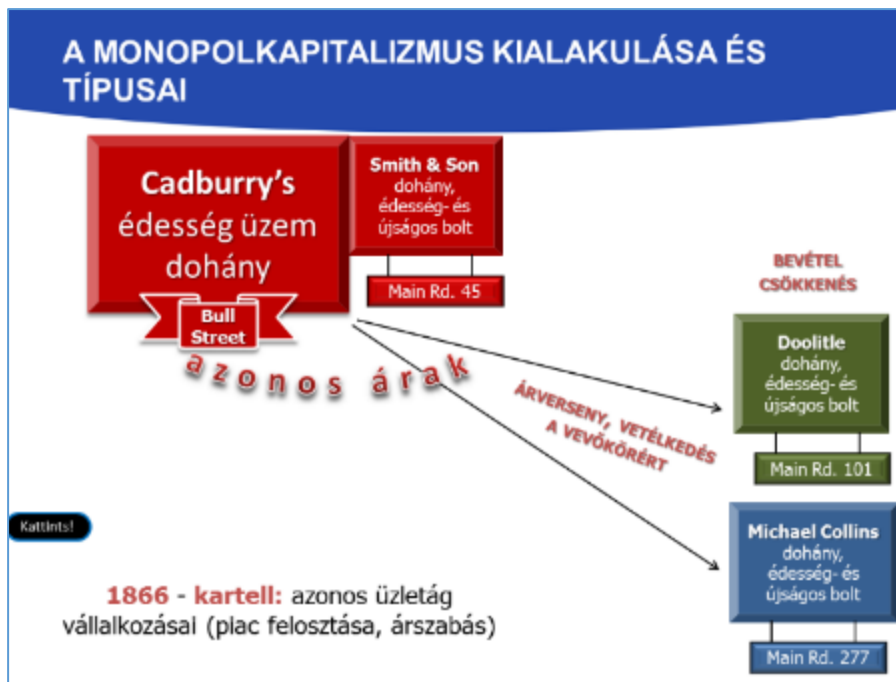 A MONOPOLKAPITALIZMUS KIALAKULÁSA ÉS
TÍPUSAI
Cadburry's
édesség üzem
dohány
Bull
Street
Smith & Son
dohány,
édesség- és
újságos bolt
Main Rd. 45
azonos árak
BEVÉTEL
CSÖKKENÉS
Doolitle
dohány,
édesség- és
újságos bolt
Main Rd. 101
ÁRVERSENY, VETÉLKEDÉS
A VEVŐKÖRÉRT
Michael Collins
dohány,
édesség- és
újságos bolt
Main Rd. 277
Kattints!
1866 - kartell: azonos üzletág
vállalkozásai (piac felosztása, árszabás)